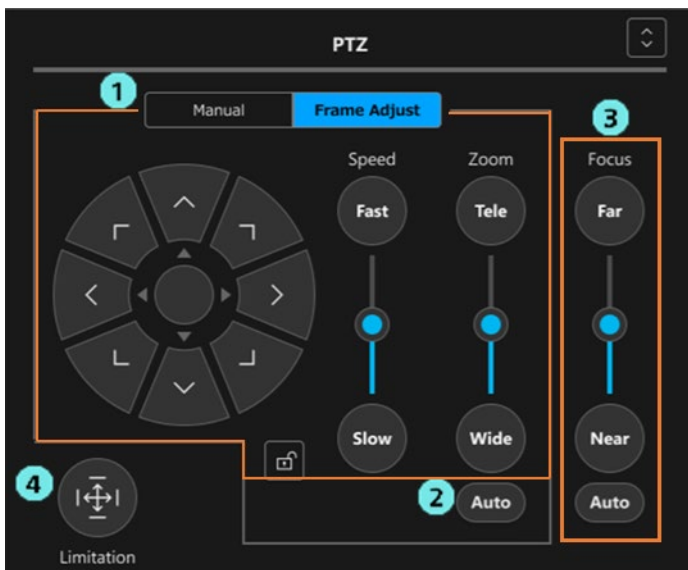 PTZ
1
Manual
Frame Adjust
3
Speed
Zoom
Focus
Fast
Tele
Far
Slow
Wide
Near
4
2
Auto
Auto
Limitation